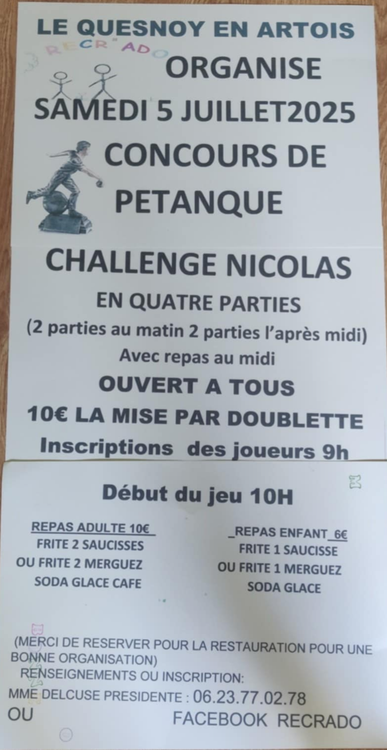 LE QUESNOY EN ARTOIS
RECR'ADO
ORGANISE
SAMEDI 5 JUILLET2025
CONCOURS DE
PETANQUE
CHALLENGE NICOLAS
EN QUATRE PARTIES
(2 parties au matin 2 parties l'après midi)
Avec repas au midi
OUVERT A TOUS
10€ LA MISE PAR DOUBLETTE
Inscriptions des joueurs 9h
Début du jeu 10H
REPAS ADULTE 10€
FRITE 2 SAUCISSES
OU FRITE 2 MERGUEZ
SODA GLACE CAFE
REPAS ENFANT 6€
FRITE 1 SAUCISSE
OU FRITE 1 MERGUEZ
SODA GLACE
(MERCI DE RESERVER POUR LA RESTAURATION POUR UNE
BONNE ORGANISATION)
RENSEIGNEMENTS OU INSCRIPTION:
MME DELCUSE PRESIDENTE : 06.23.77.02.78
OU FACEBOOK RECRADO